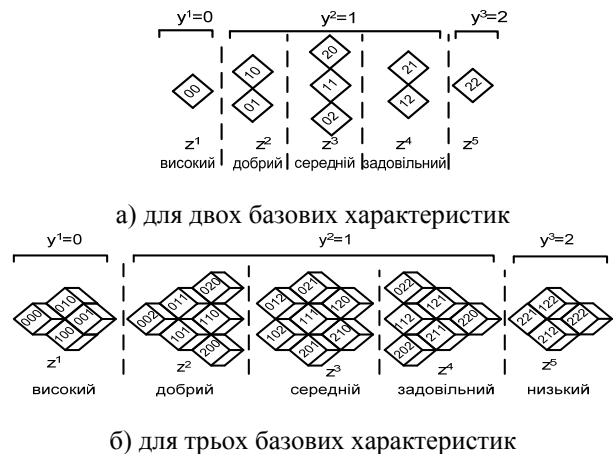 y¹=0 y²=1 y³=2
20
10 21
00 11 22
01 12
02
z¹ z² z³ z⁴ z⁵
високий добрий середній задовільний
а) для двох базових характеристик
y¹=0 y²=1 y³=2
020 021 022
010 011 012 120 121 122
000 001 002 110 111 112 220 221 222
100 101 102 210 211 212
200 201 202
z¹ z² z³ z⁴ z⁵
високий добрий середній задовільний низький
б) для трьох базових характеристик